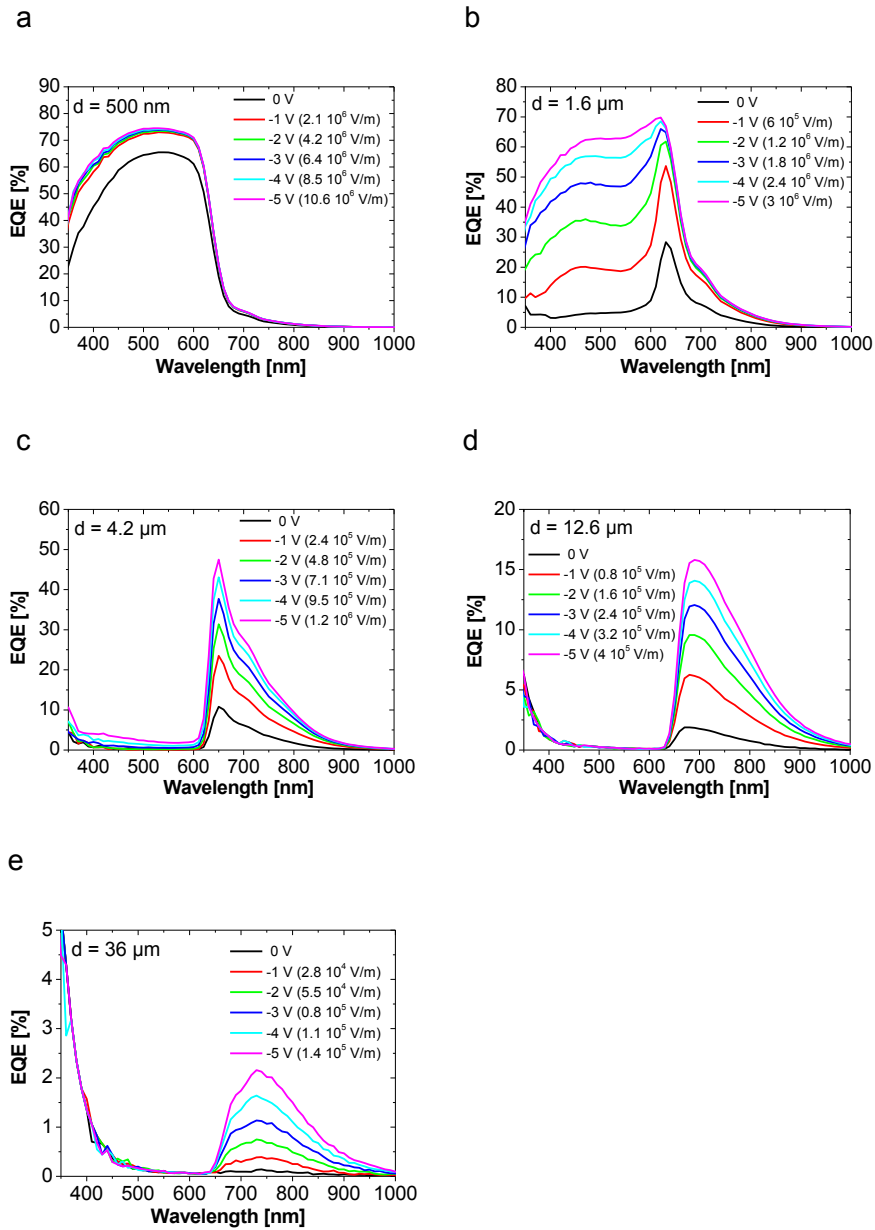 a
90
80
70
60
50
40
30
20
10
0
EQE [%]
d = 500 nm
0 V
-1 V (2.1 10⁶ V/m)
-2 V (4.2 10⁶ V/m)
-3 V (6.4 10⁶ V/m)
-4 V (8.5 10⁶ V/m)
-5 V (10.6 10⁶ V/m)
400 500 600 700 800 900 1000
Wavelength [nm]
b
80
70
60
50
40
30
20
10
0
EQE [%]
d = 1.6 µm
0 V
-1 V (6 10⁵ V/m)
-2 V (1.2 10⁶ V/m)
-3 V (1.8 10⁶ V/m)
-4 V (2.4 10⁶ V/m)
-5 V (3 10⁶ V/m)
400 500 600 700 800 900 1000
Wavelength [nm]
c
60
50
40
30
20
10
0
EQE [%]
d = 4.2 µm
0 V
-1 V (2.4 10⁵ V/m)
-2 V (4.8 10⁵ V/m)
-3 V (7.1 10⁵ V/m)
-4 V (9.5 10⁵ V/m)
-5 V (1.2 10⁶ V/m)
400 500 600 700 800 900 1000
Wavelength [nm]
d
20
15
10
5
0
EQE [%]
d = 12.6 µm
0 V
-1 V (0.8 10⁵ V/m)
-2 V (1.6 10⁵ V/m)
-3 V (2.4 10⁵ V/m)
-4 V (3.2 10⁵ V/m)
-5 V (4 10⁵ V/m)
400 500 600 700 800 900 1000
Wavelength [nm]
e
5
4
3
2
1
0
EQE [%]
d = 36 µm
0 V
-1 V (2.8 10⁴ V/m)
-2 V (5.5 10⁴ V/m)
-3 V (0.8 10⁵ V/m)
-4 V (1.1 10⁵ V/m)
-5 V (1.4 10⁵ V/m)
400 500 600 700 800 900 1000
Wavelength [nm]